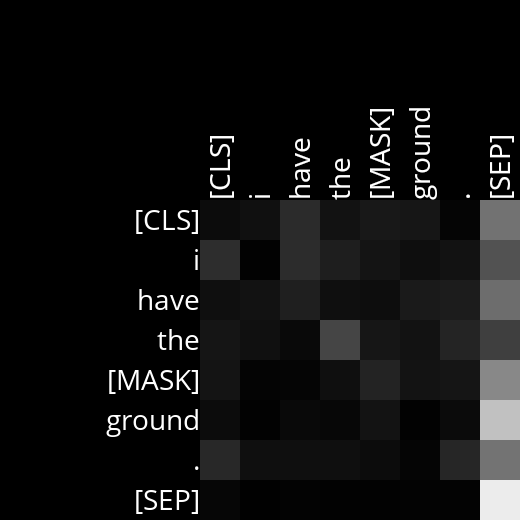 [CLS] i have the [MASK] ground . [SEP]
[CLS]
i
have
the
[MASK]
ground
.
[SEP]